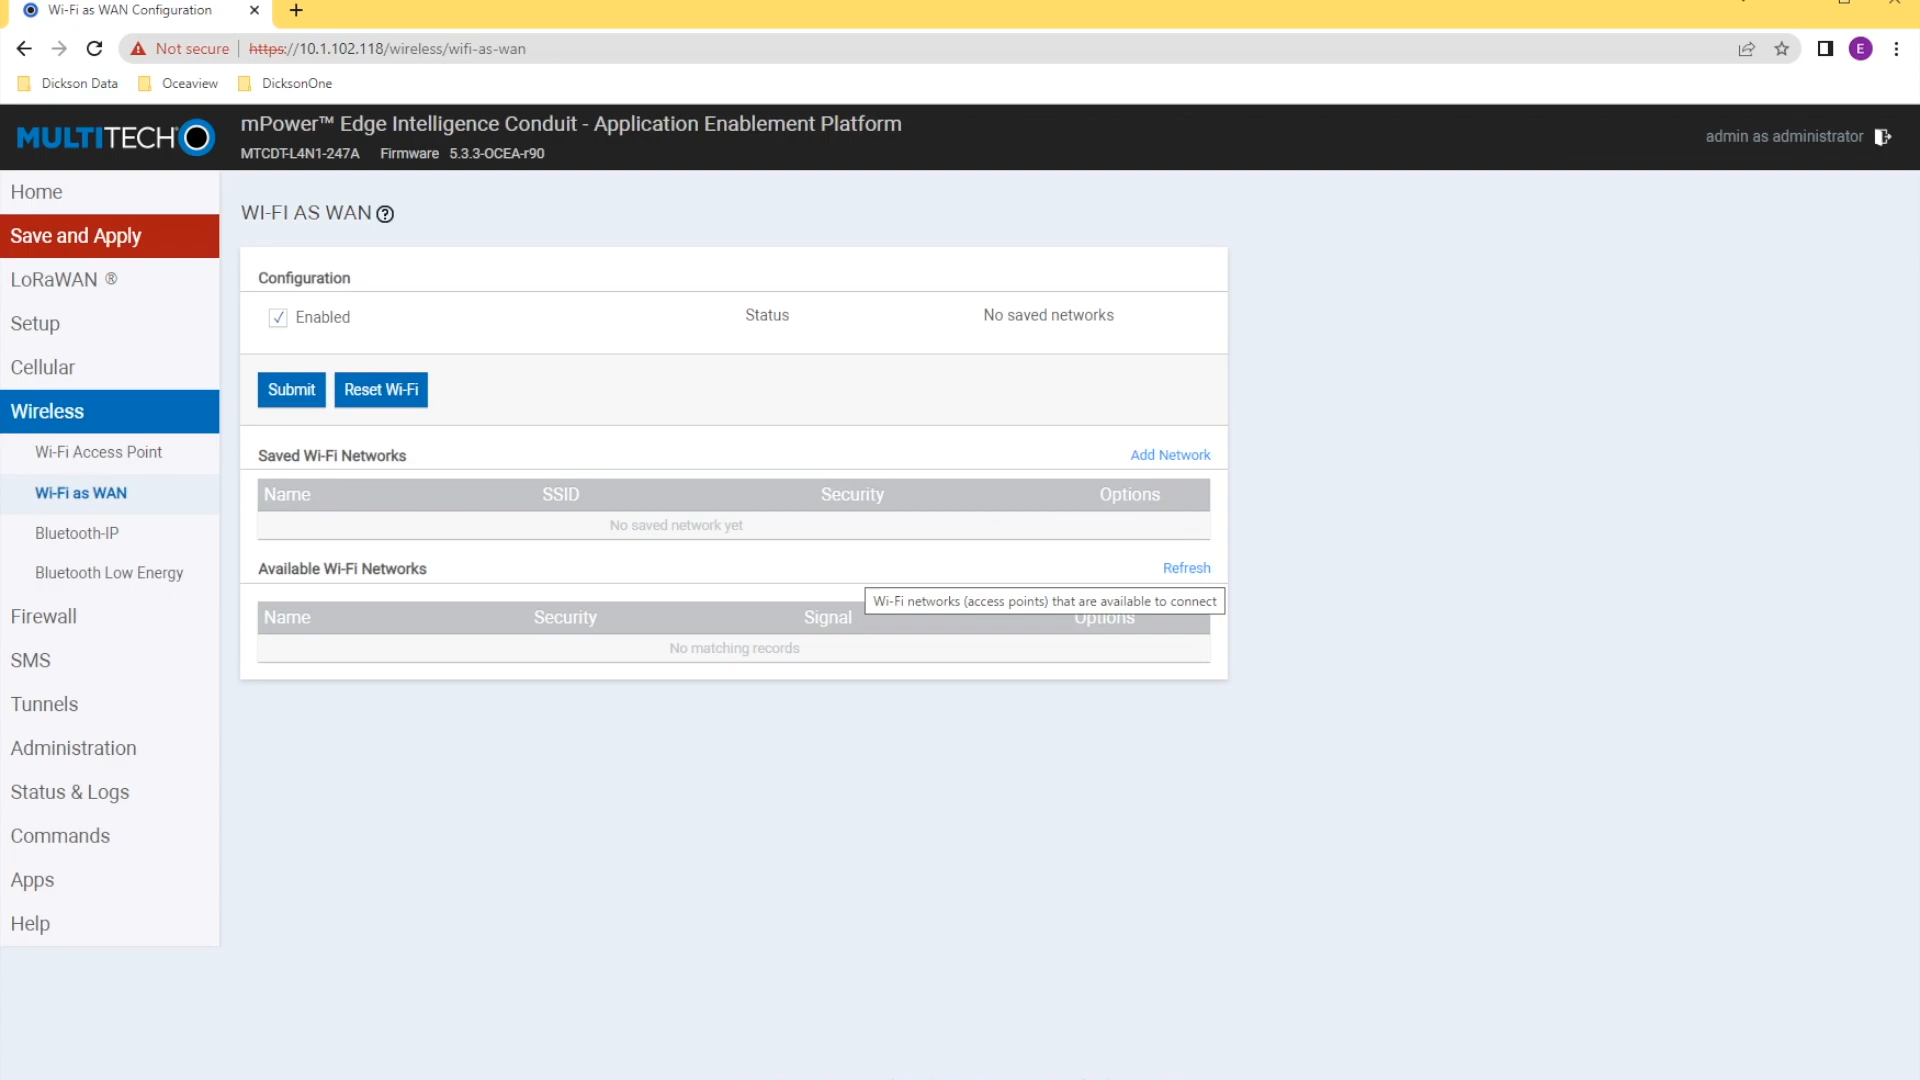 Wi-Fi as WAN Configuration
Not secure https://10.1.102.118/wireless/wifi-as-wan
E
Dickson Data Oceaview DicksonOne
MULTITECH
mPower™ Edge Intelligence Conduit - Application Enablement Platform
MTCDT-L4N1-247A Firmware 5.3.3-OCEA-r90
admin as administrator
Home
Save and Apply
LoRaWAN ®
Setup
Cellular
Wireless
Wi-Fi Access Point
Wi-Fi as WAN
Bluetooth-IP
Bluetooth Low Energy
Firewall
SMS
Tunnels
Administration
Status & Logs
Commands
Apps
Help
WI-FI AS WAN ?
Configuration
Enabled Status No saved networks
Submit Reset Wi-Fi
Saved Wi-Fi Networks Add Network
Name SSID Security Options
No saved network yet
Available Wi-Fi Networks Refresh
Wi-Fi networks (access points) that are available to connect
Name Security Signal Options
No matching records